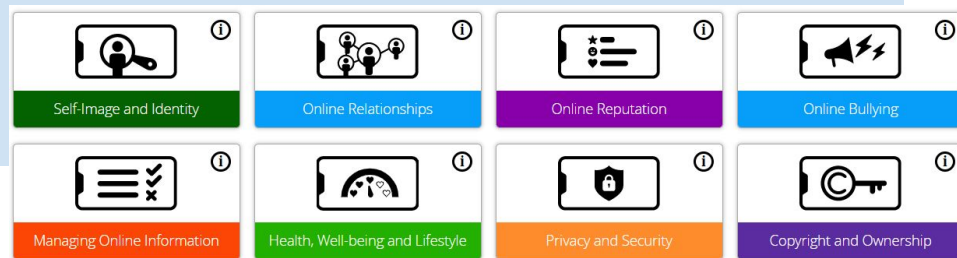 Self-Image and Identity
Online Relationships
Online Reputation
Online Bullying
Managing Online Information
Health, Well-being and Lifestyle
Privacy and Security
Copyright and Ownership